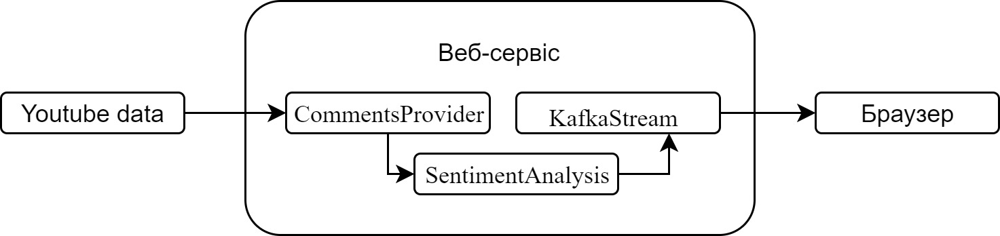 Веб-сервіс
Youtube data
CommentsProvider
KafkaStream
Браузер
SentimentAnalysis